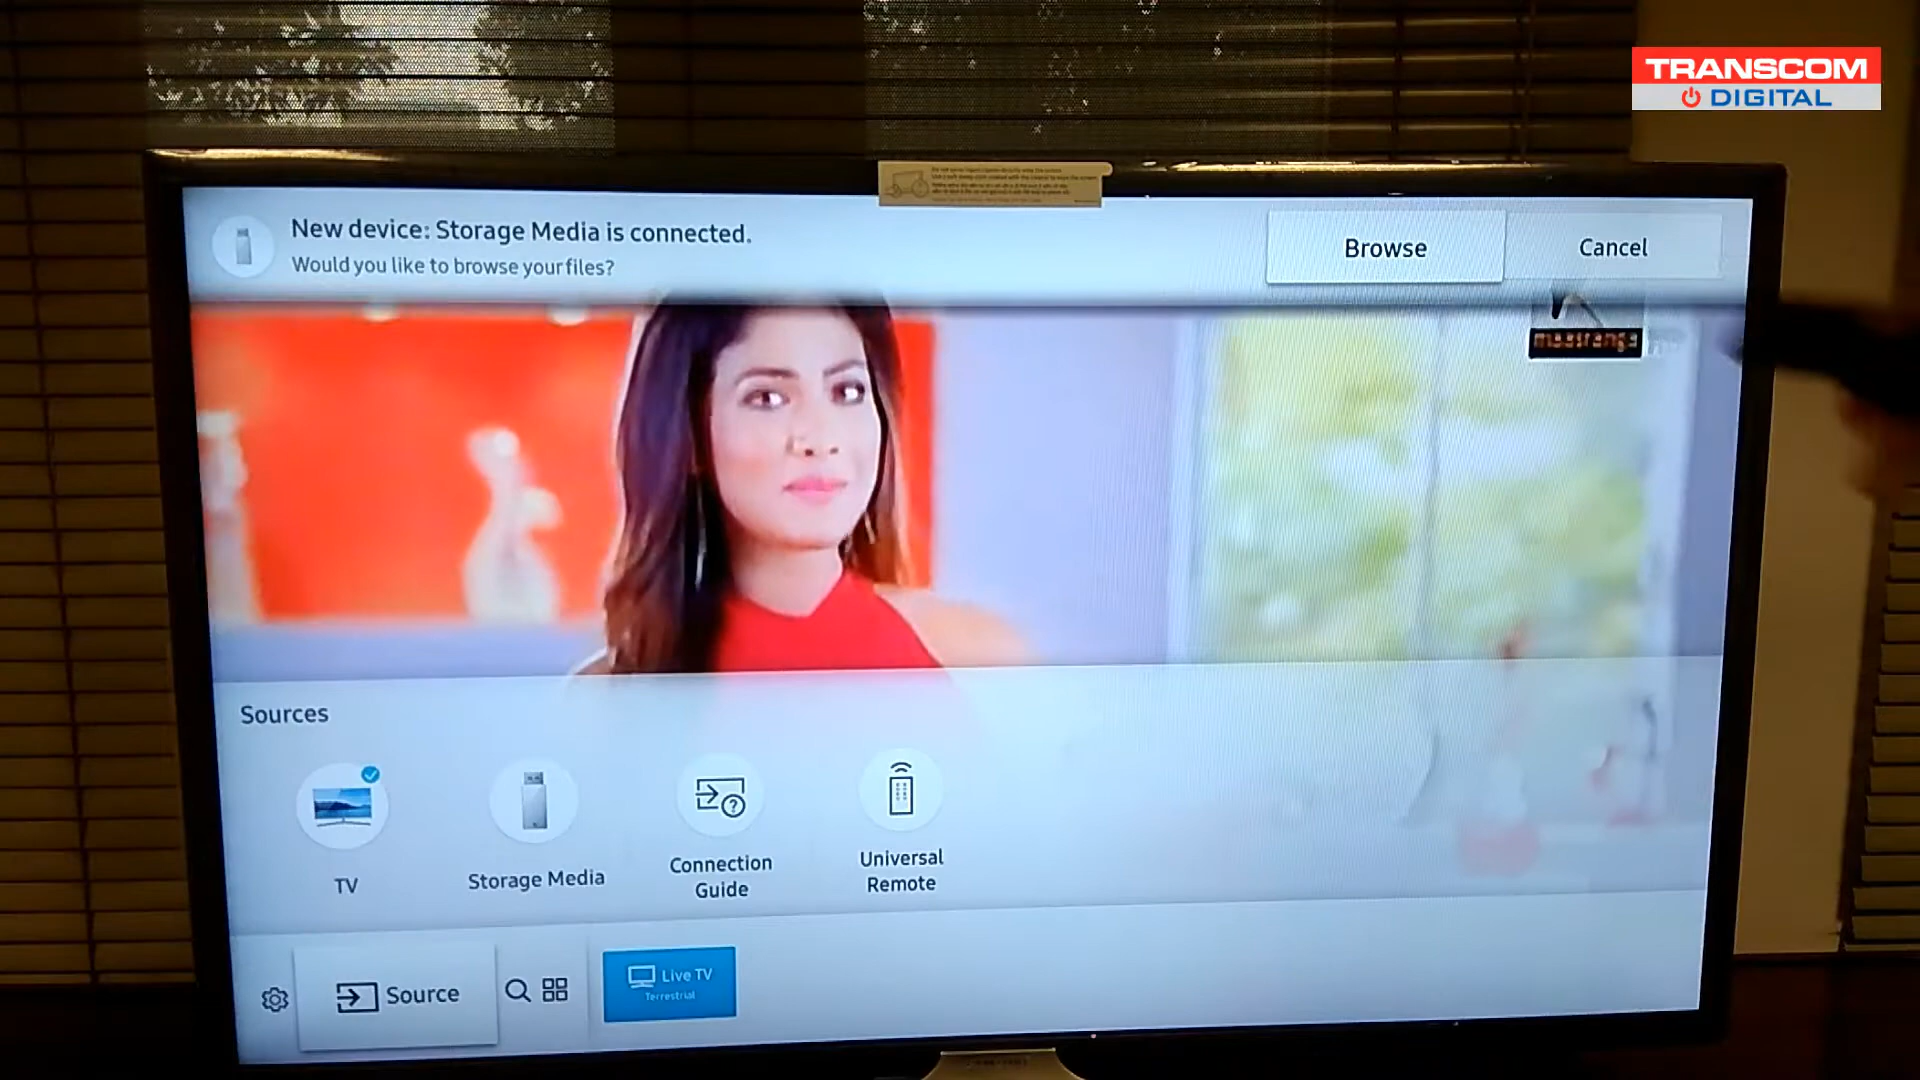 TRANSCOM
DIGITAL
New device: Storage Media is connected.
Would you like to browse your files?
Browse
Cancel
maasranga
Sources
TV
Storage Media
Connection
Guide
Universal
Remote
Source
Live TV
Terrestrial